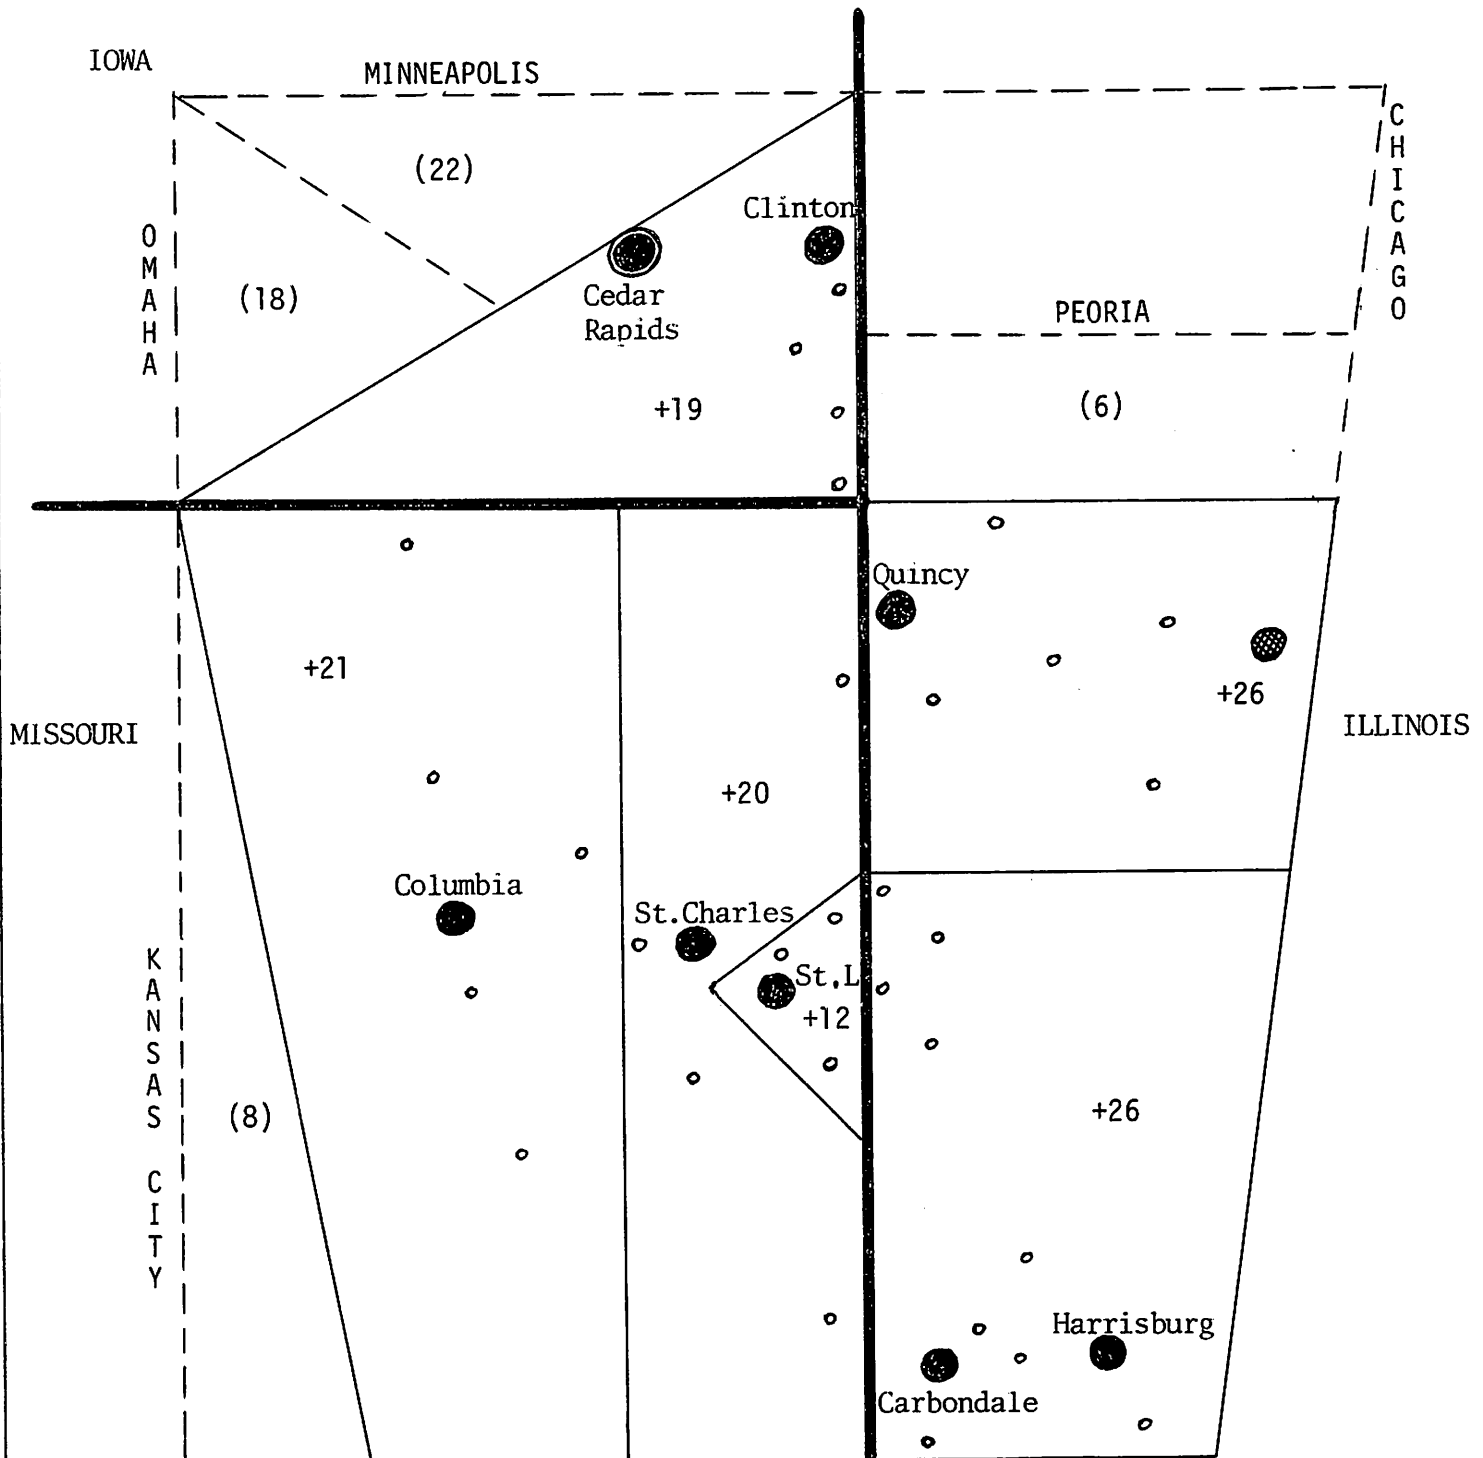 IOWA
MINNEAPOLIS
CHICAGO
(22)
Clinton
OMAHA
(18)
Cedar
Rapids
PEORIA
+19
(6)
Quincy
+21
+26
M1SSOURI
ILLINOIS
+20
Columbia
St.Charles
KANSAS CITY
St.L
+12
(8)
+26
Harrisburg
Carbondale